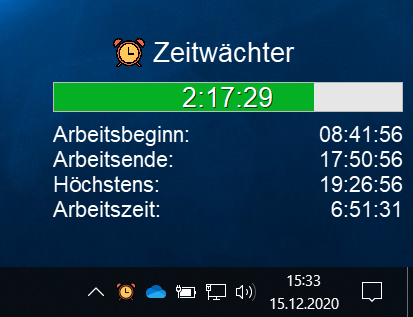 Zeitwächter
2:17:29
Arbeitsbeginn: 08:41:56
Arbeitsende: 17:50:56
Höchstens: 19:26:56
Arbeitszeit: 6:51:31
15:33
15.12.2020